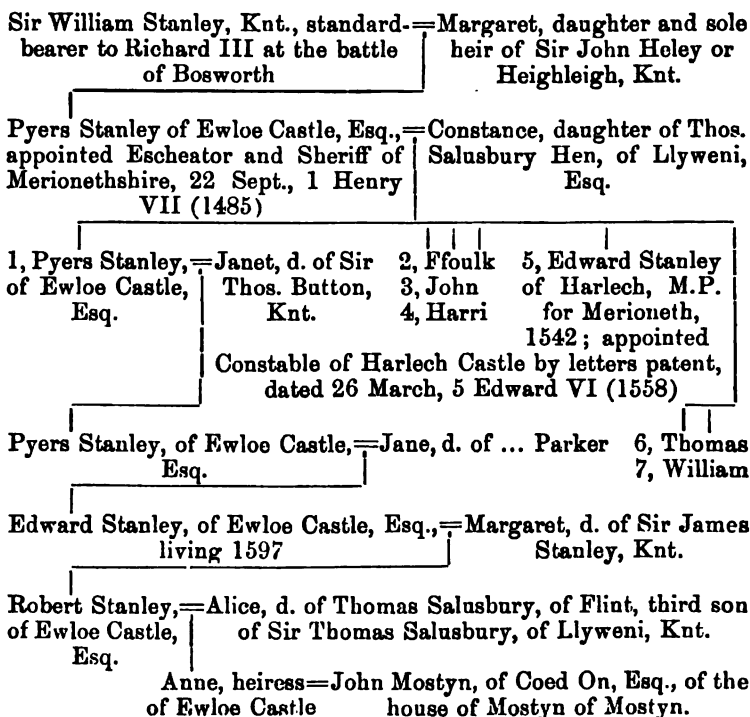 Sir William Stanley, Knt., standard-=Margaret, daughter and sole
bearer to Richard III at the battle heir of Sir John Heley or
of Bosworth Heighleigh, Knt.
Pyers Stanley of Ewloe Castle, Esq.,=Constance, daughter of Thos.
appointed Escheator and Sheriff of Salusbury Hen, of Llyweni,
Merionethshire, 22 Sept., 1 Henry Esq.
VII (1485)
1, Pyers Stanley,=Janet, d. of Sir 2, Ffoulk 5, Edward Stanley
of Ewloe Castle, Thos. Button, 3, John of Harlech, M.P.
Esq. Knt. 4, Harri for Merioneth,
1542; appointed
Constable of Harlech Castle by letters patent,
dated 26 March, 5 Edward VI (1558)
Pyers Stanley, of Ewloe Castle,=Jane, d. of ... Parker 6, Thomas
Esq. 7, William
Edward Stanley, of Ewloe Castle, Esq.,=Margaret, d. of Sir James
living 1597 Stanley, Knt.
Robert Stanley,=Alice, d. of Thomas Salusbury, of Flint, third son
of Ewloe Castle, of Sir Thomas Salusbury, of Llyweni, Knt.
Esq.
Anne, heiress=John Mostyn, of Coed On, Esq., of the
of Ewloe Castle house of Mostyn of Mostyn.